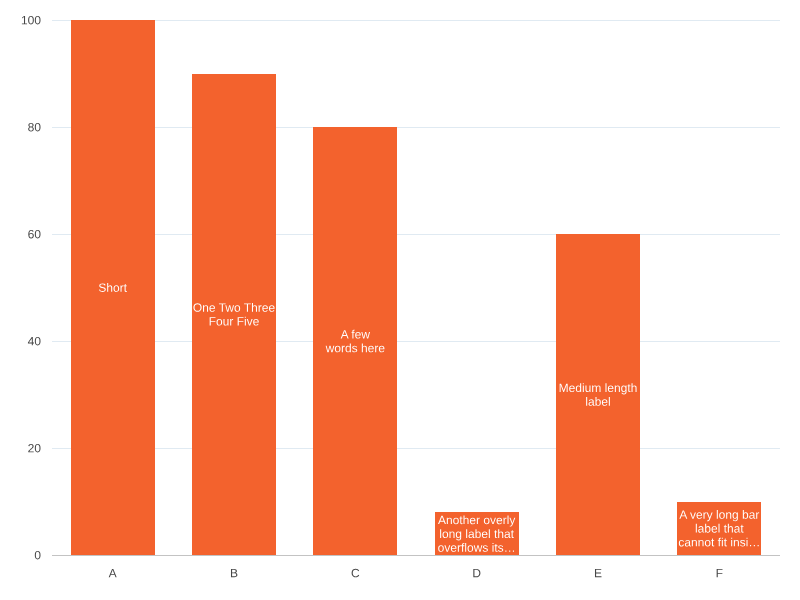 100
80
60
40
20
0
Short
One Two Three
Four Five
A few
words here
Another overly
long label that
overflows its…
Medium length
label
A very long bar
label that
cannot fit insi…
A
B
C
D
E
F